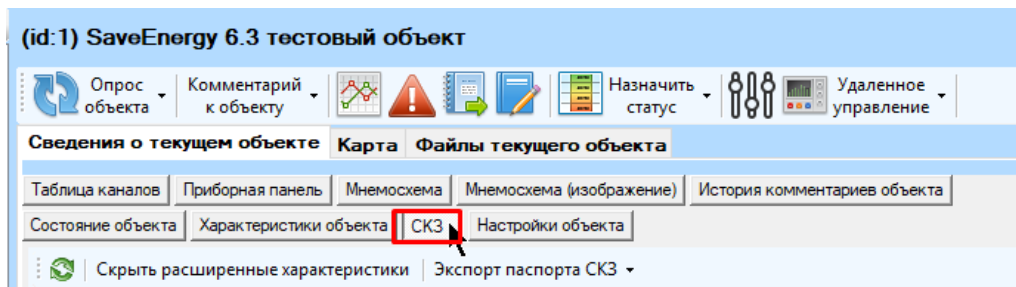 (id:1) SaveEnergy 6.3 тестовый объект
Опрос объекта Комментарий к объекту Назначить статус Удаленное управление
Сведения о текущем объекте Карта Файлы текущего объекта
Таблица каналов Приборная панель Мнемосхема Мнемосхема (изображение) История комментариев объекта
Состояние объекта Характеристики объекта СКЗ Настройки объекта
Скрыть расширенные характеристики Экспорт паспорта СКЗ